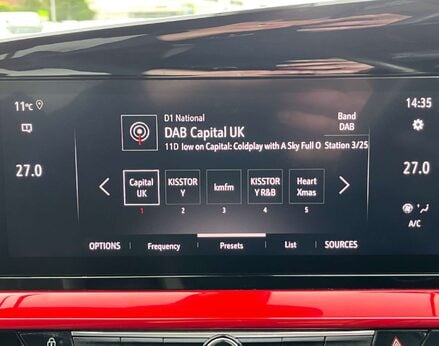 11°C
14:35
D1 National
DAB Capital UK
11D low on Capital: Coldplay with A Sky Full O
Band
DAB
Station 3/25
27.0
27.0
Capital UK
KISSTOR Y
kmfm
KISSTOR Y R&B
Heart Xmas
1
2
3
4
5
A/C
OPTIONS
Frequency
Presets
List
SOURCES